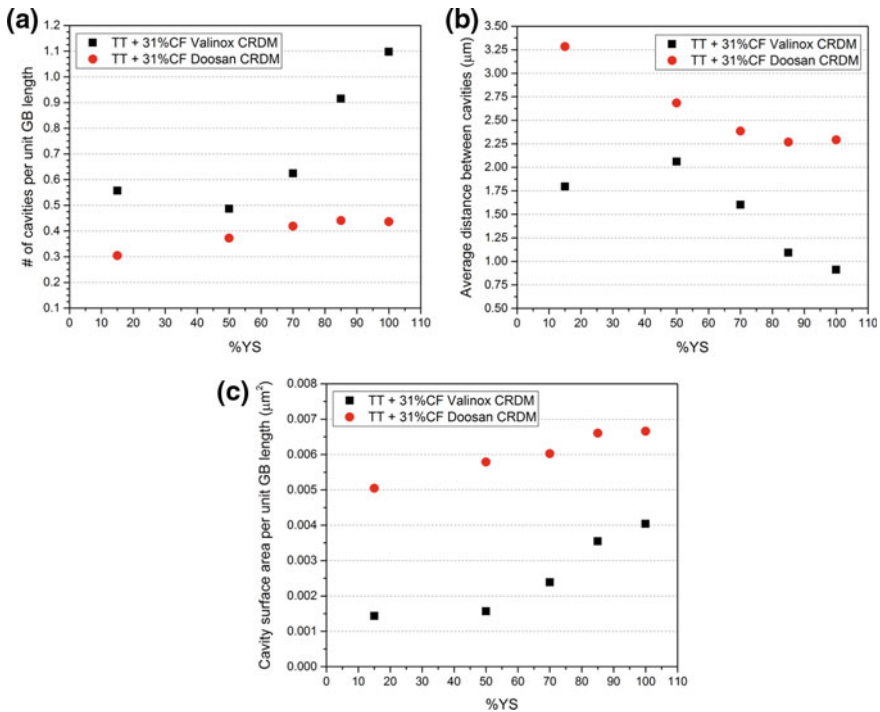 (a)
TT + 31%CF Valinox CRDM
TT + 31%CF Doosan CRDM
# of cavities per unit GB length
1.2
1.1
1.0
0.9
0.8
0.7
0.6
0.5
0.4
0.3
0.2
0.1
0 10 20 30 40 50 60 70 80 90 100 110
%YS
(b)
TT + 31%CF Valinox CRDM
TT + 31%CF Doosan CRDM
Average distance between cavities (μm)
3.50
3.25
3.00
2.75
2.50
2.25
2.00
1.75
1.50
1.25
1.00
0.75
0.50
0 10 20 30 40 50 60 70 80 90 100 110
%YS
(c)
TT + 31%CF Valinox CRDM
TT + 31%CF Doosan CRDM
Cavity surface area per unit GB length (μm²)
0.008
0.007
0.006
0.005
0.004
0.003
0.002
0.001
0.000
0 10 20 30 40 50 60 70 80 90 100 110
%YS